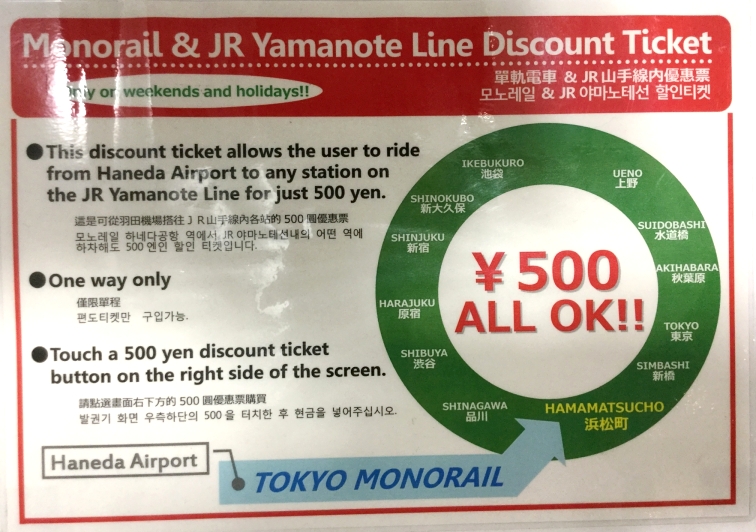 Monorail & JR Yamanote Line Discount Ticket
單軌電車 & JR山手線內優惠票
Only on weekends and holidays!!
모노레일 & JR 야마노테선 할인티켓
●This discount ticket allows the user to ride
from Haneda Airport to any station on
the JR Yamanote Line for just 500 yen.
這是可從羽田機場搭往JR山手線內各站的500圓優惠票
모노레일 하네다공항 역에서 JR야마노테선내의 어떤 역에
하차해도 500엔인 할인 티켓입니다.
●One way only
僅限單程
편도티켓만 구입가능.
●Touch a 500 yen discount ticket
button on the right side of the screen.
請點選畫面右下方的500圓優惠票購買
발권기 화면 우측하단의 500을 터치한 후 현금을 넣어주십시오.
IKEBUKURO
池袋
UENO
上野
SHINOKUBO
新大久保
SUIDOBASHI
水道橋
SHINJUKU
新宿
AKIHABARA
秋葉原
¥500
ALL OK!!
HARAJUKU
原宿
TOKYO
東京
SHIBUYA
渋谷
SIMBASHI
新橋
SHINAGAWA
品川
HAMAMATSUCHO
浜松町
Haneda Airport
TOKYO MONORAIL